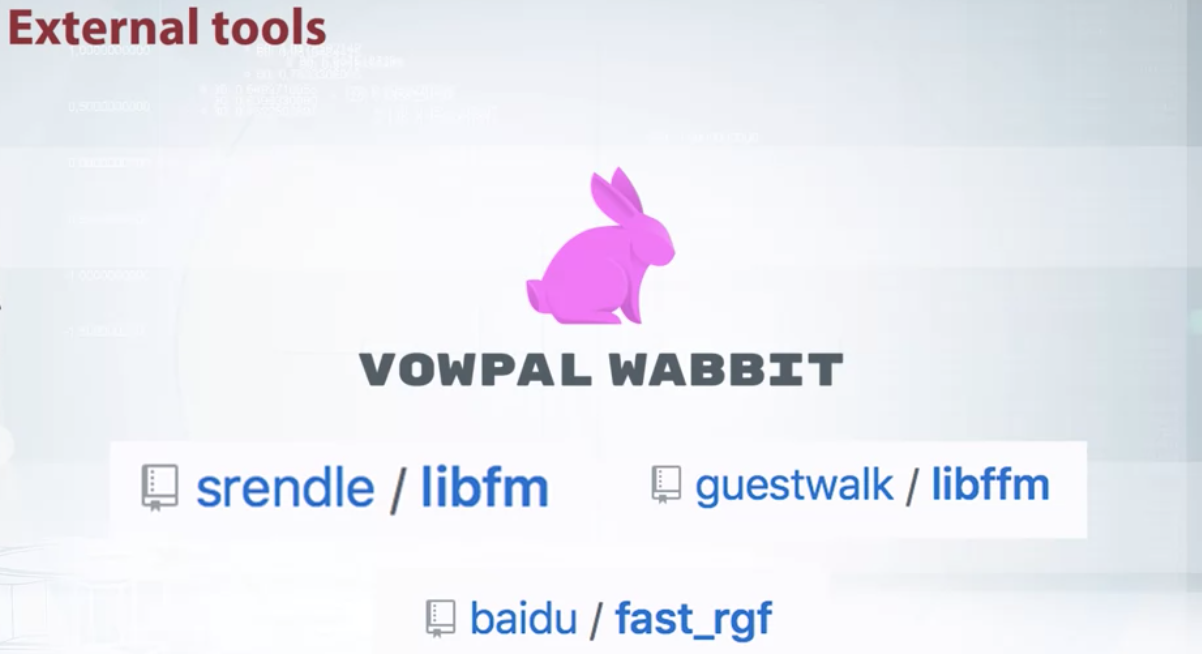 External tools
VOWPAL WABBIT
srendle / libfm
guestwalk / libffm
baidu / fast_rgf